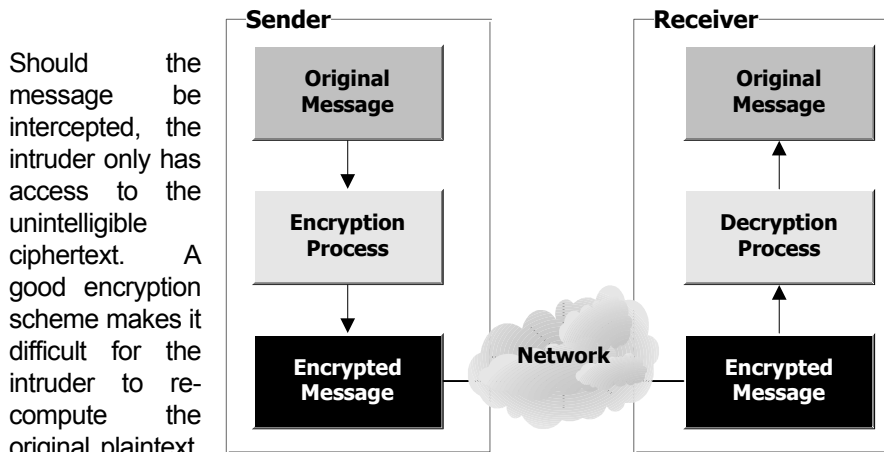 Should the
message be
intercepted, the
intruder only has
access to the
unintelligible
ciphertext. A
good encryption
scheme makes it
difficult for the
intruder to re-
compute the
original plaintext.
Sender
Original
Message
Encryption
Process
Encrypted
Message
Network
Receiver
Original
Message
Decryption
Process
Encrypted
Message